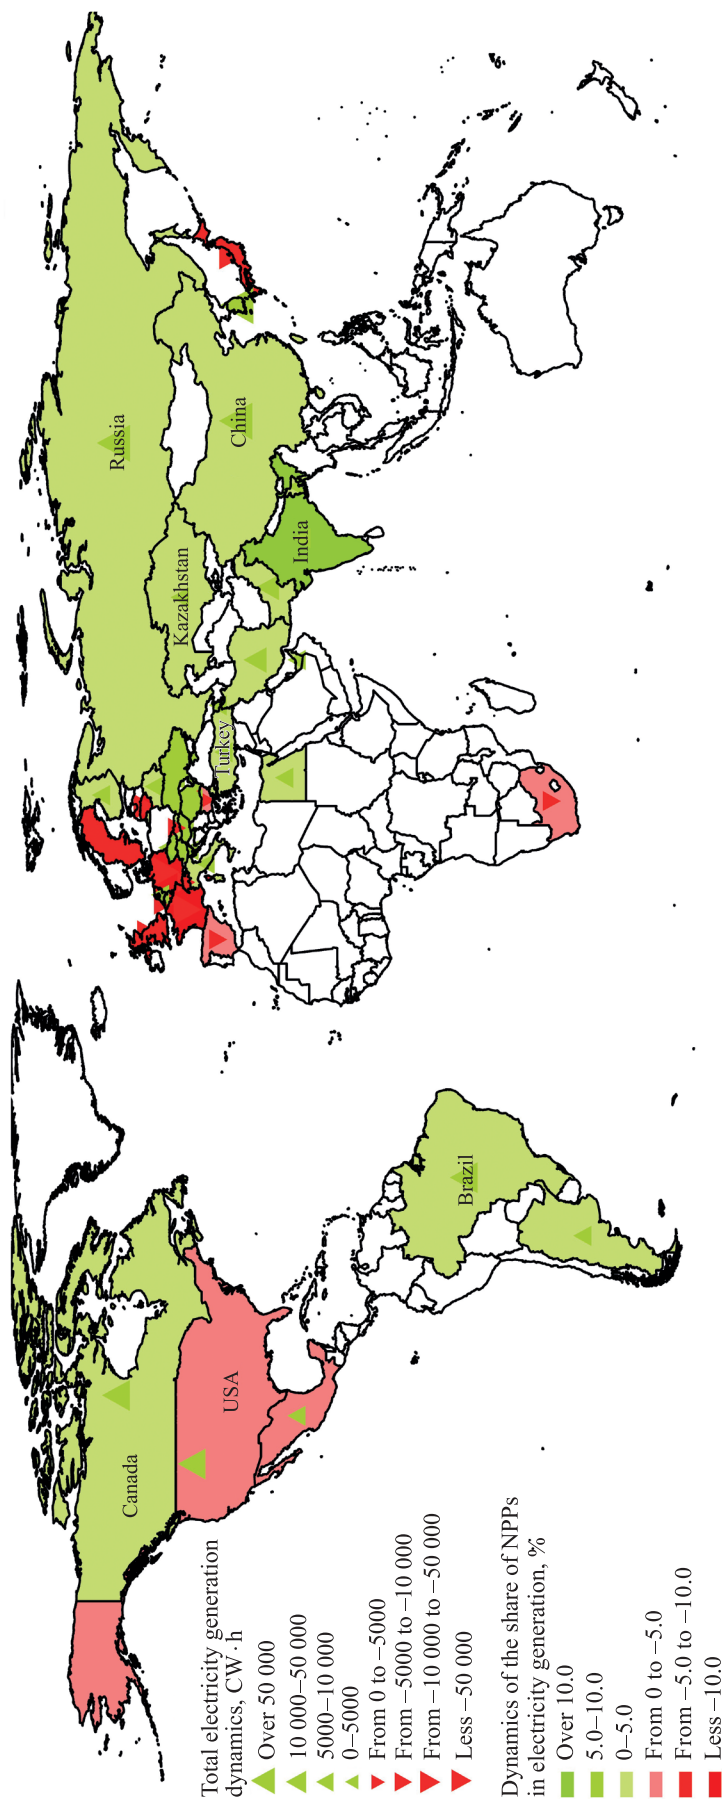 Russia
China
Kazakhstan
India
Turkey
Canada
USA
Brazil
Total electricity generation
dynamics, CW·h
Over 50 000
10 000–50 000
5000–10 000
0–5000
From 0 to –5000
From –5000 to –10 000
From –10 000 to –50 000
Less –50 000
Dynamics of the share of NPPs
in electricity generation, %
Over 10.0
5.0–10.0
0–5.0
From 0 to –5.0
From –5.0 to –10.0
Less –10.0